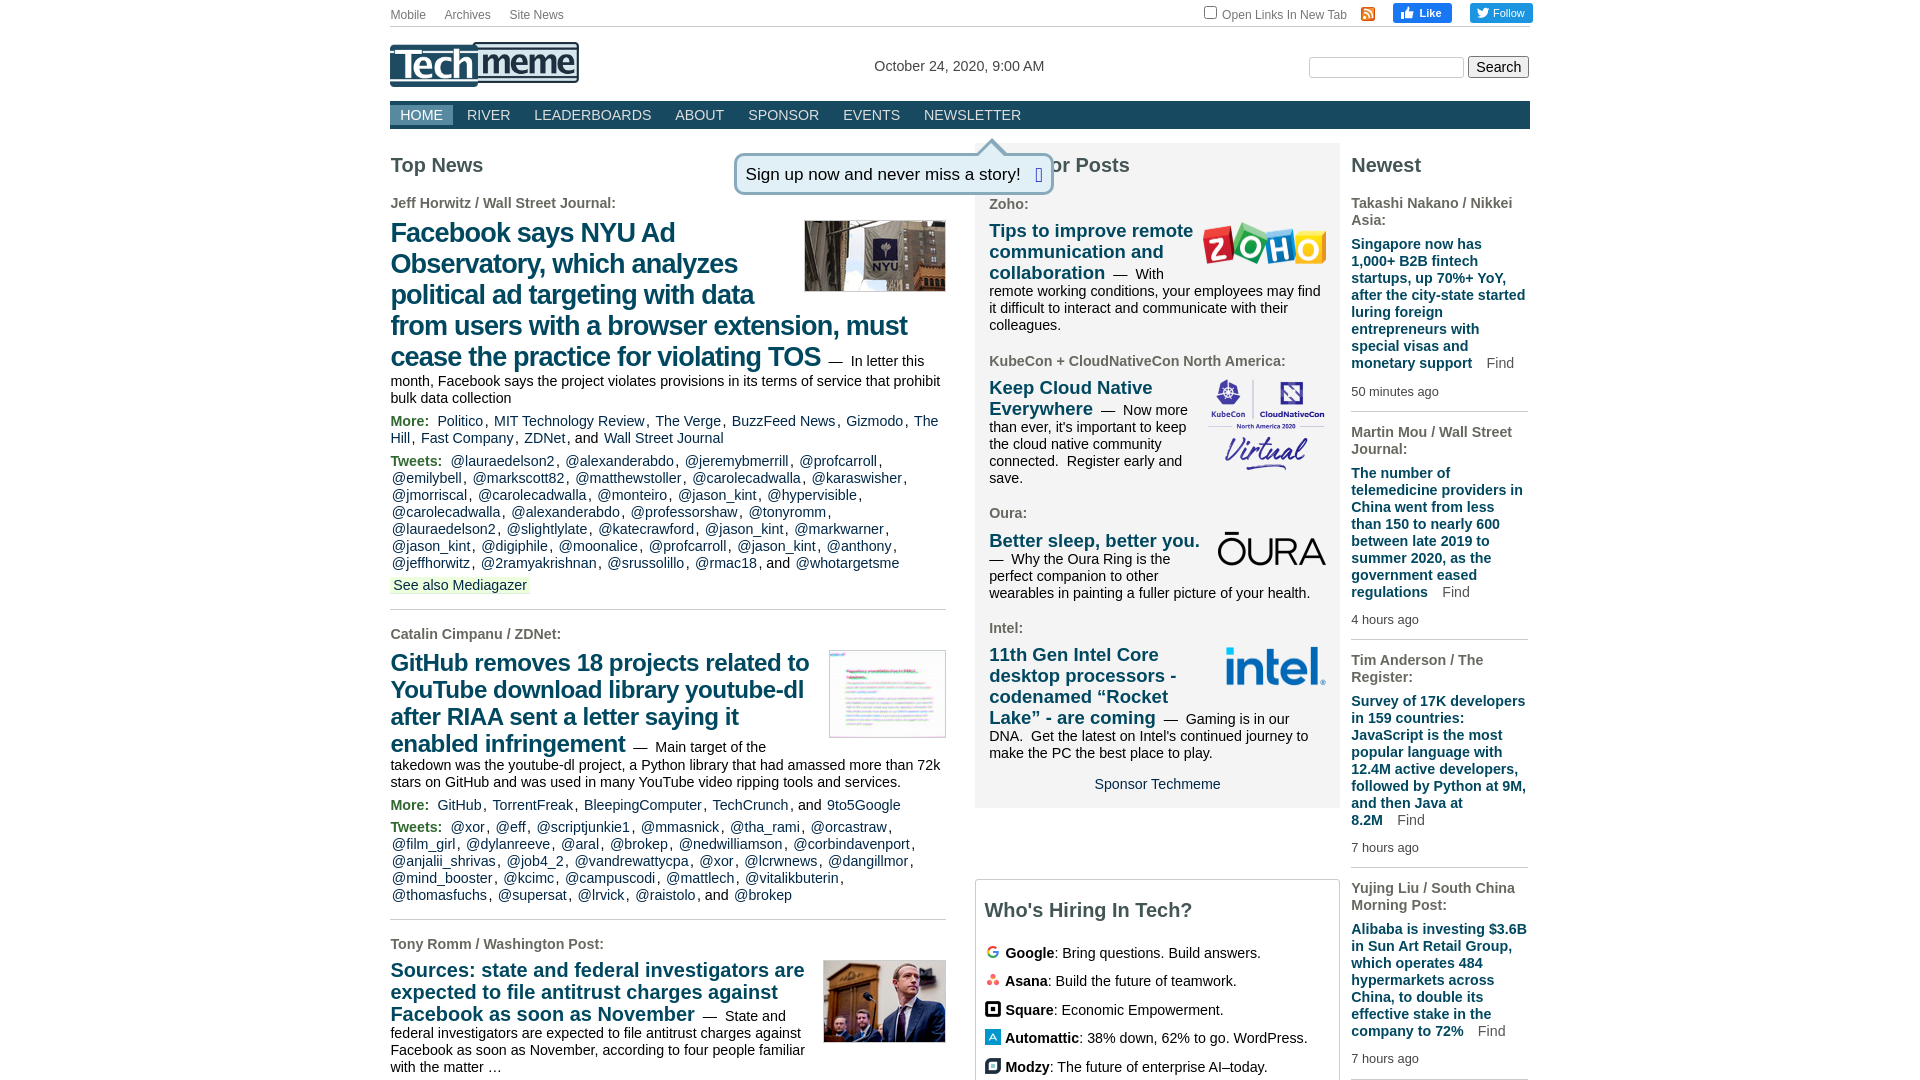 Mobile Archives Site News
Open Links In New Tab Like Follow
Techmeme
October 24, 2020, 9:00 AM
Search
HOME RIVER LEADERBOARDS ABOUT SPONSOR EVENTS NEWSLETTER
Sign up now and never miss a story!
Top News
Jeff Horwitz / Wall Street Journal:
Facebook says NYU Ad
Observatory, which analyzes
political ad targeting with data
from users with a browser extension, must
cease the practice for violating TOS — In letter this
month, Facebook says the project violates provisions in its terms of service that prohibit
bulk data collection
NYU
More: Politico, MIT Technology Review, The Verge, BuzzFeed News, Gizmodo, The
Hill, Fast Company, ZDNet, and Wall Street Journal
Tweets: @lauraedelson2, @alexanderabdo, @jeremybmerrill, @profcarroll,
@emilybell, @markscott82, @matthewstoller, @carolecadwalla, @karaswisher,
@jmorriscal, @carolecadwalla, @monteiro, @jason_kint, @hypervisible,
@carolecadwalla, @alexanderabdo, @professorshaw, @tonyromm,
@lauraedelson2, @slightlylate, @katecrawford, @jason_kint, @markwarner,
@jason_kint, @digiphile, @moonalice, @profcarroll, @jason_kint, @anthony,
@jeffhorwitz, @2ramyakrishnan, @srussolillo, @rmac18, and @whotargetsme
See also Mediagazer
Catalin Cimpanu / ZDNet:
GitHub removes 18 projects related to
YouTube download library youtube-dl
after RIAA sent a letter saying it
enabled infringement — Main target of the
takedown was the youtube-dl project, a Python library that had amassed more than 72k
stars on GitHub and was used in many YouTube video ripping tools and services.
More: GitHub, TorrentFreak, BleepingComputer, TechCrunch, and 9to5Google
Tweets: @xor, @eff, @scriptjunkie1, @mmasnick, @tha_rami, @orcastraw,
@film_girl, @dylanreeve, @aral, @brokep, @nedwilliamson, @corbindavenport,
@anjalii_shrivas, @job4_2, @vandrewattycpa, @xor, @lcrwnews, @dangillmor,
@mind_booster, @kcimc, @campuscodi, @mattlech, @vitalikbuterin,
@thomasfuchs, @supersat, @lrvick, @raistolo, and @brokep
Tony Romm / Washington Post:
Sources: state and federal investigators are
expected to file antitrust charges against
Facebook as soon as November — State and
federal investigators are expected to file antitrust charges against
Facebook as soon as November, according to four people familiar
with the matter …
or Posts
Zoho:
Tips to improve remote
communication and
collaboration — With
remote working conditions, your employees may find
it difficult to interact and communicate with their
colleagues.
ZOHO
KubeCon + CloudNativeCon North America:
Keep Cloud Native
Everywhere — Now more
than ever, it's important to keep
the cloud native community
connected. Register early and
save.
KubeCon CloudNativeCon
North America 2020
Virtual
Oura:
Better sleep, better you.
— Why the Oura Ring is the
perfect companion to other
wearables in painting a fuller picture of your health.
ŌURA
Intel:
11th Gen Intel Core
desktop processors -
codenamed “Rocket
Lake” - are coming — Gaming is in our
DNA. Get the latest on Intel's continued journey to
make the PC the best place to play.
intel®
Sponsor Techmeme
Who's Hiring In Tech?
Google: Bring questions. Build answers.
Asana: Build the future of teamwork.
Square: Economic Empowerment.
Automattic: 38% down, 62% to go. WordPress.
Modzy: The future of enterprise AI–today.
Newest
Takashi Nakano / Nikkei
Asia:
Singapore now has
1,000+ B2B fintech
startups, up 70%+ YoY,
after the city-state started
luring foreign
entrepreneurs with
special visas and
monetary support Find
50 minutes ago
Martin Mou / Wall Street
Journal:
The number of
telemedicine providers in
China went from less
than 150 to nearly 600
between late 2019 to
summer 2020, as the
government eased
regulations Find
4 hours ago
Tim Anderson / The
Register:
Survey of 17K developers
in 159 countries:
JavaScript is the most
popular language with
12.4M active developers,
followed by Python at 9M,
and then Java at
8.2M Find
7 hours ago
Yujing Liu / South China
Morning Post:
Alibaba is investing $3.6B
in Sun Art Retail Group,
which operates 484
hypermarkets across
China, to double its
effective stake in the
company to 72% Find
7 hours ago